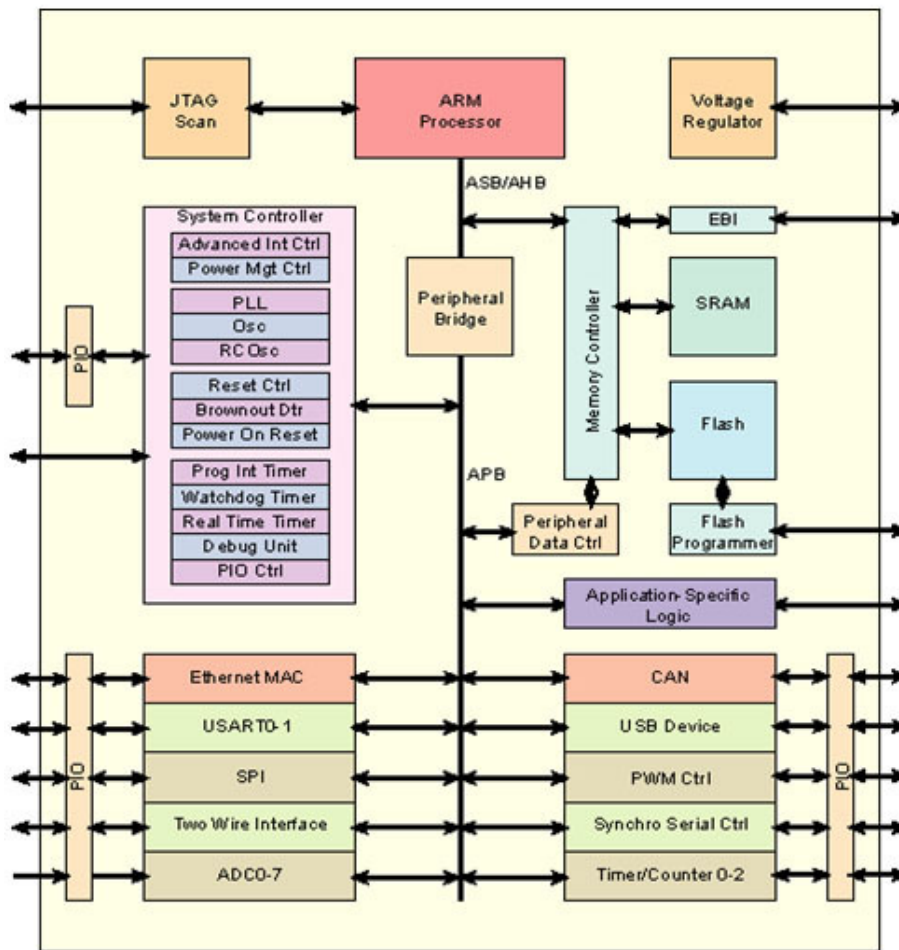 JTAG
Scan
ARM
Processor
Voltage
Regulator
ASB/AHB
System Controller
Advanced Int Ctrl
Power Mgt Ctrl
PLL
Osc
RC Osc
Reset Ctrl
Brownout Dtr
Power On Reset
Prog Int Timer
Watchdog Timer
Real Time Timer
Debug Unit
PIO Ctrl
PIO
Peripheral
Bridge
APB
Memory Controller
EBI
SRAM
Flash
Flash
Programmer
Peripheral
Data Ctrl
Application-Specific
Logic
PIO
Ethernet MAC
USART0-1
SPI
Two Wire Interface
ADC0-7
CAN
USB Device
PWM Ctrl
Synchro Serial Ctrl
Timer/Counter 0-2
PIO